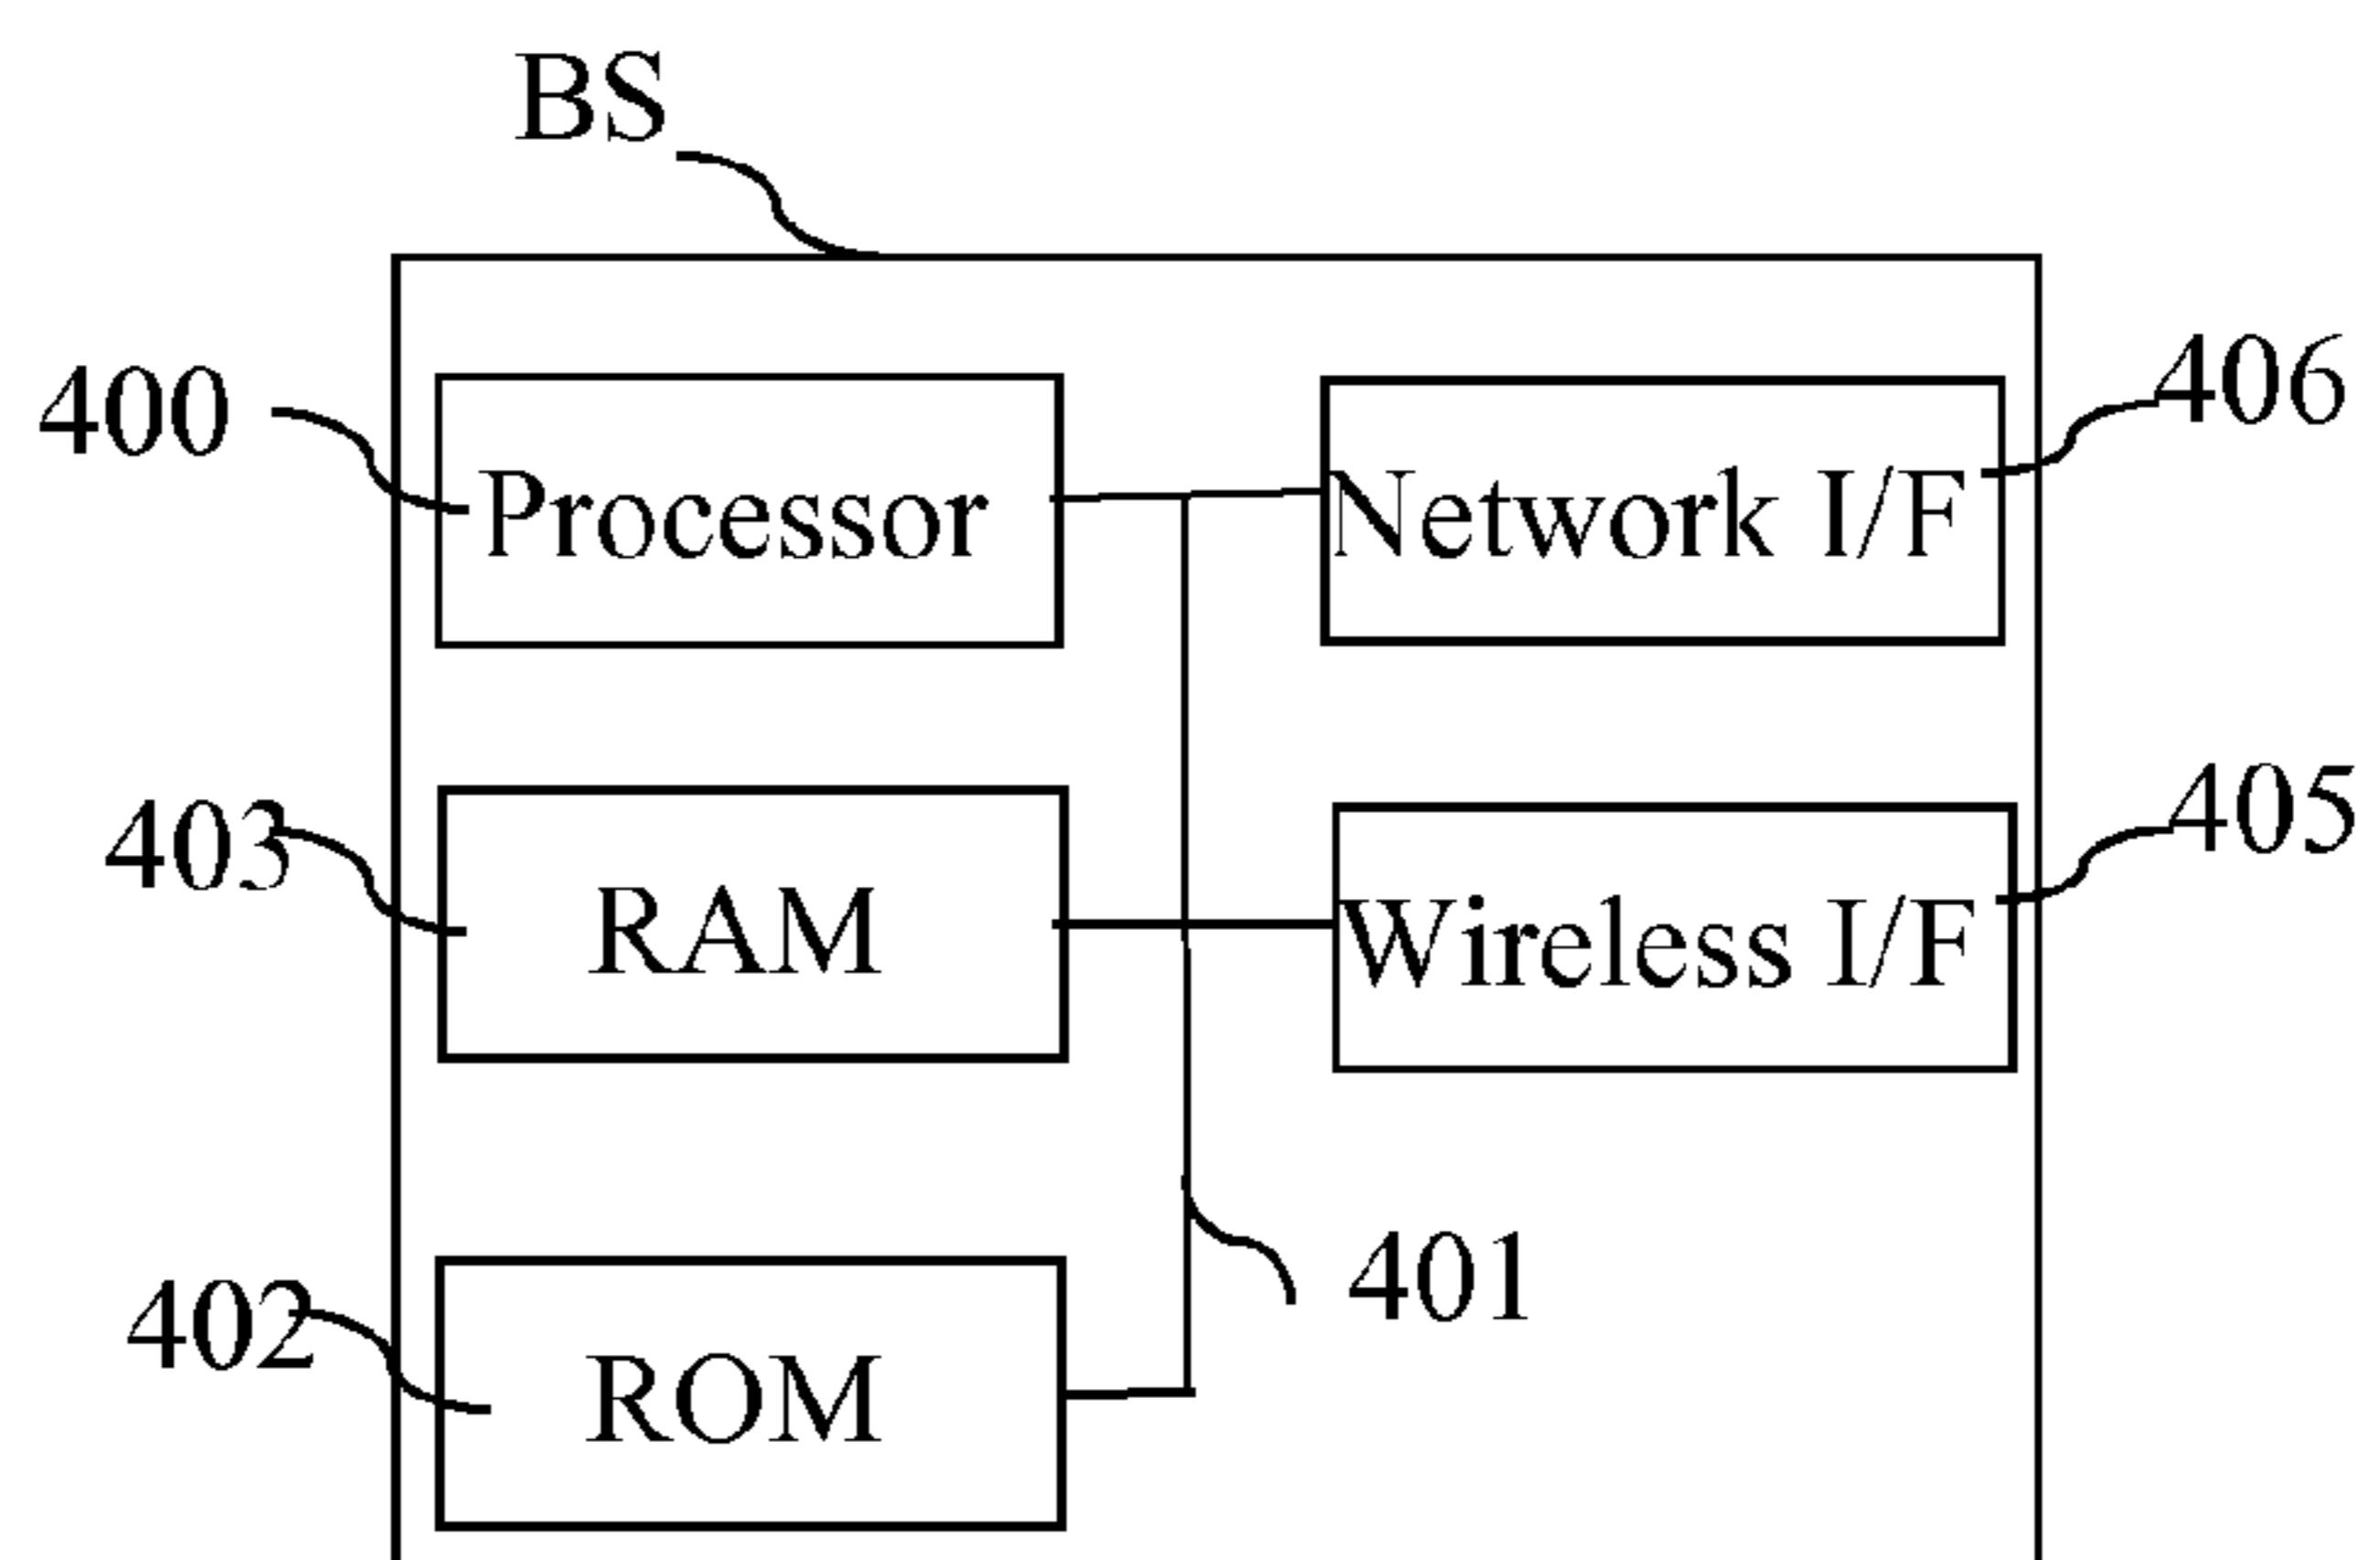 BS
400
Processor
Network I/F
406
403
RAM
Wireless I/F
405
401
402
ROM